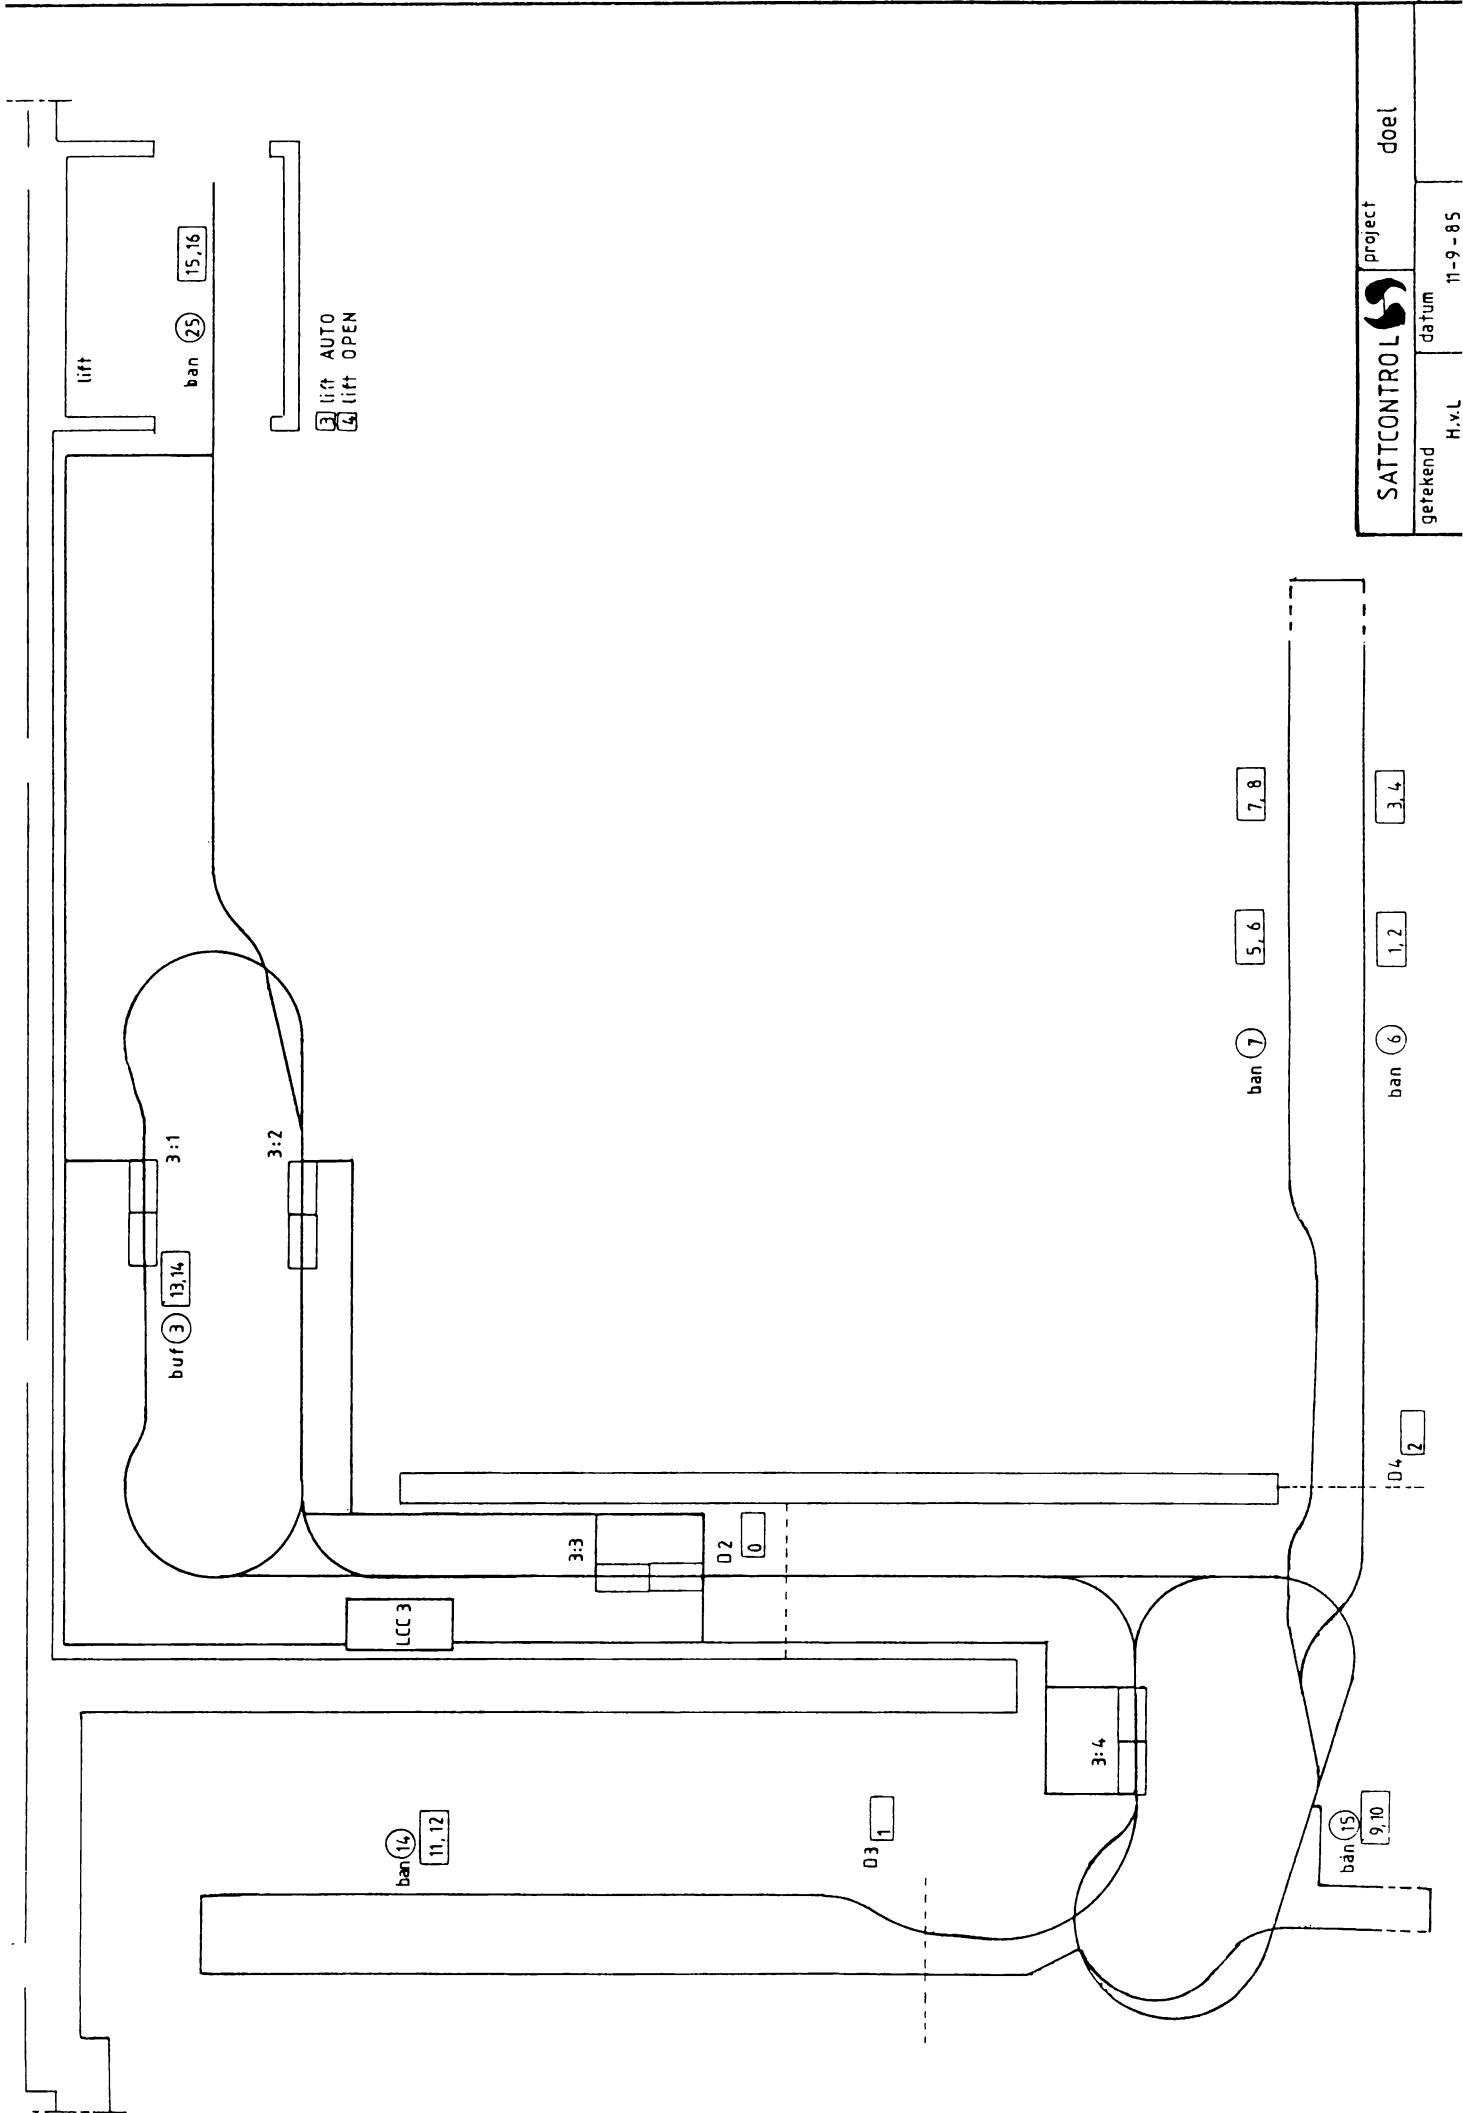 lift
ban 25 15,16
3 lift AUTO
4 lift OPEN
3:1
3:2
buf 3 13,14
LCC 3
3:3
D2
0
ban 14
11, 12
D3
1
3:4
ban 15
9,10
ban 7 5, 6 7, 8
ban 6 1, 2 3, 4
D4
2
SATTCONTROL project doel
getekend datum
H.v.L 11-9-85